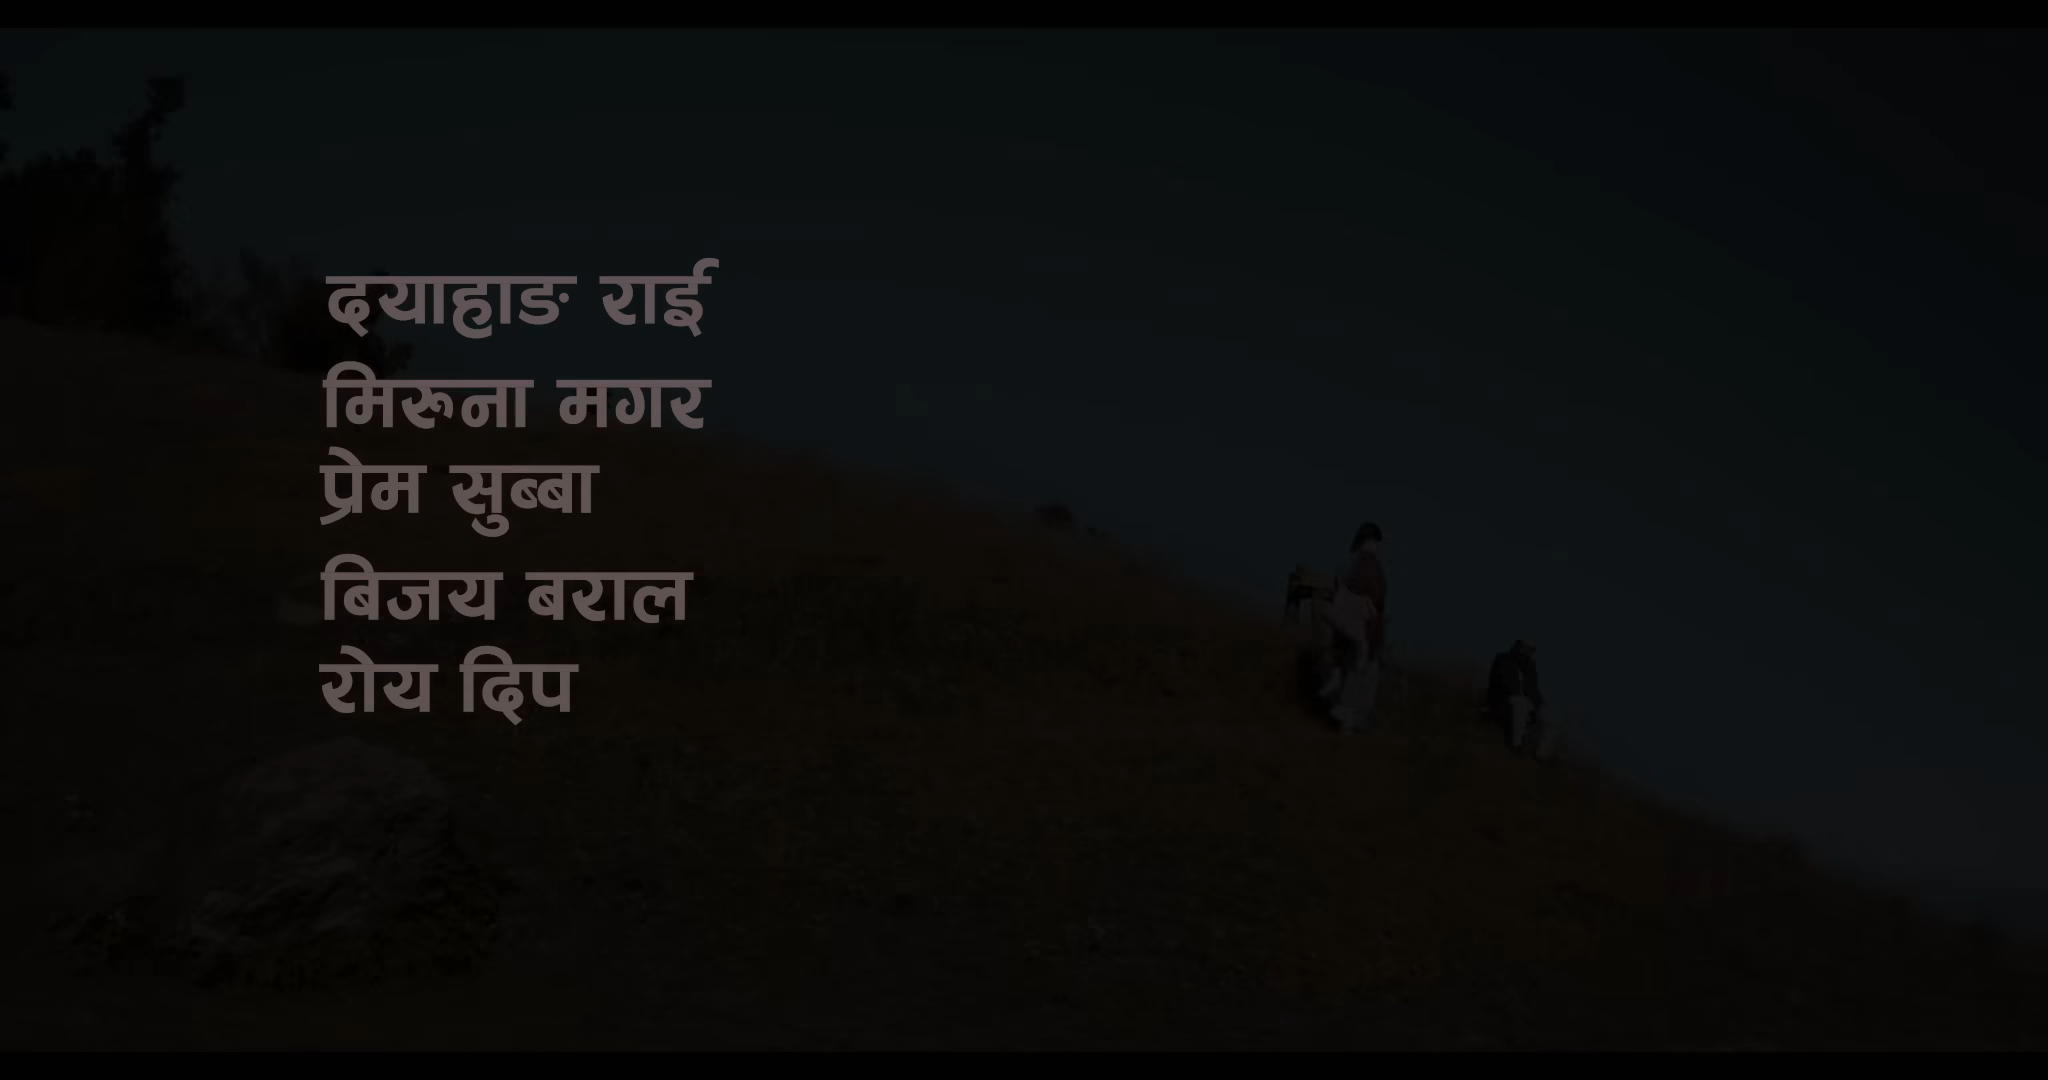 दयाहाङ राई
मिरूना मगर
प्रेम सुब्बा
बिजय बराल
रोय दिप